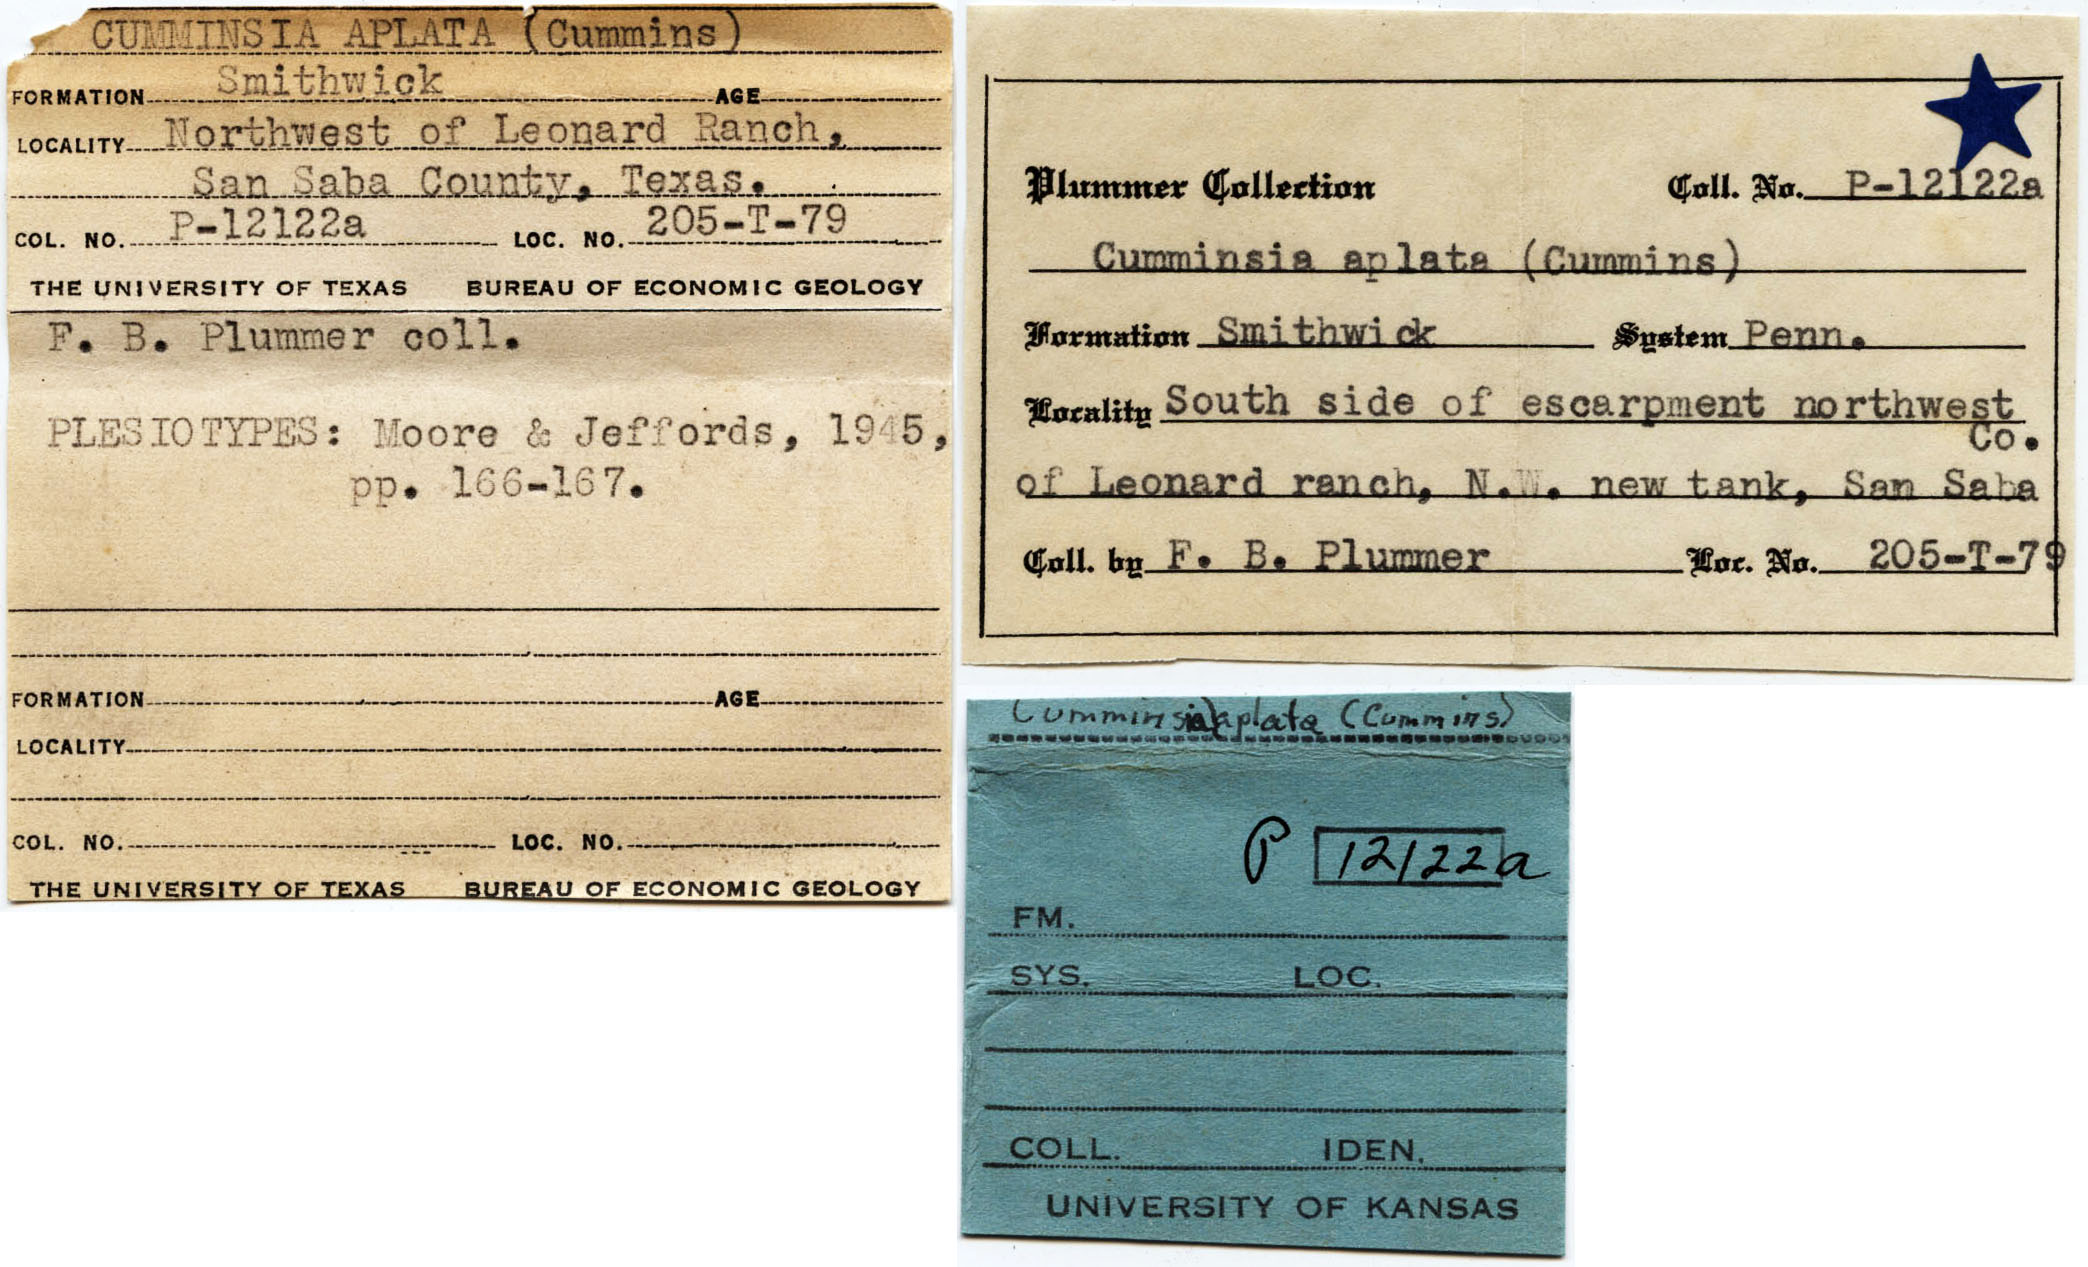 CUMMINSIA APLATA (Cummins)
FORMATION Smithwick AGE
LOCALITY Northwest of Leonard Ranch,
San Saba County, Texas.
COL. NO. P-12122a LOC. NO. 205-T-79
THE UNIVERSITY OF TEXAS BUREAU OF ECONOMIC GEOLOGY
F. B. Plummer coll.
PLESIOTYPES: Moore & Jeffords, 1945,
pp. 166-167.
FORMATION AGE
LOCALITY
COL. NO. LOC. NO.
THE UNIVERSITY OF TEXAS BUREAU OF ECONOMIC GEOLOGY
Plummer Collection Coll. No. P-12122a
Cumminsia aplata (Cummins)
Formation Smithwick System Penn.
Locality South side of escarpment northwest
Co.
of Leonard ranch, N.W. new tank, San Saba
Coll. by F. B. Plummer Loc. No. 205-T-79
Cumminsia aplata (Cummins)
P 12122a
FM.
SYS. LOC.
COLL. IDEN.
UNIVERSITY OF KANSAS